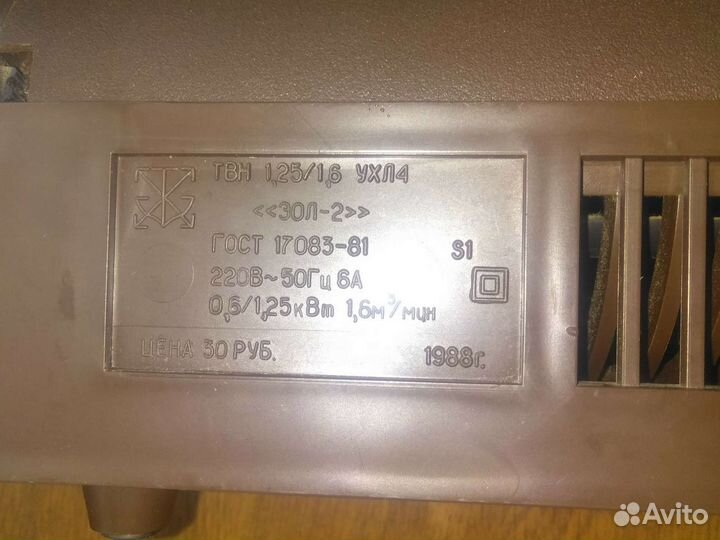 ТВН 1,25/1,6 УХЛ4
<<ЗОЛ-2>>
ГОСТ 17083-81 S1
220В~50Гц 6А
0,6/1,25кВт 1,6м³/мин
ЦЕНА 30 РУБ. 1988г.
Avito